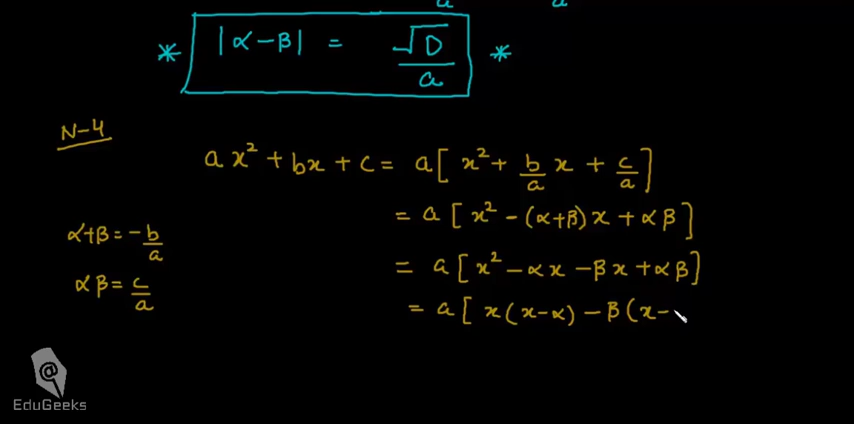 a a
* |α-β| = √D/a *
N-4
ax² + bx + c = a[x² + b/a x + c/a]
= a[x² - (α+β)x + αβ]
α+β = -b/a
= a[x² - αx - βx + αβ]
αβ = c/a
= a[x(x-α) - β(x-
@
EduGeeks